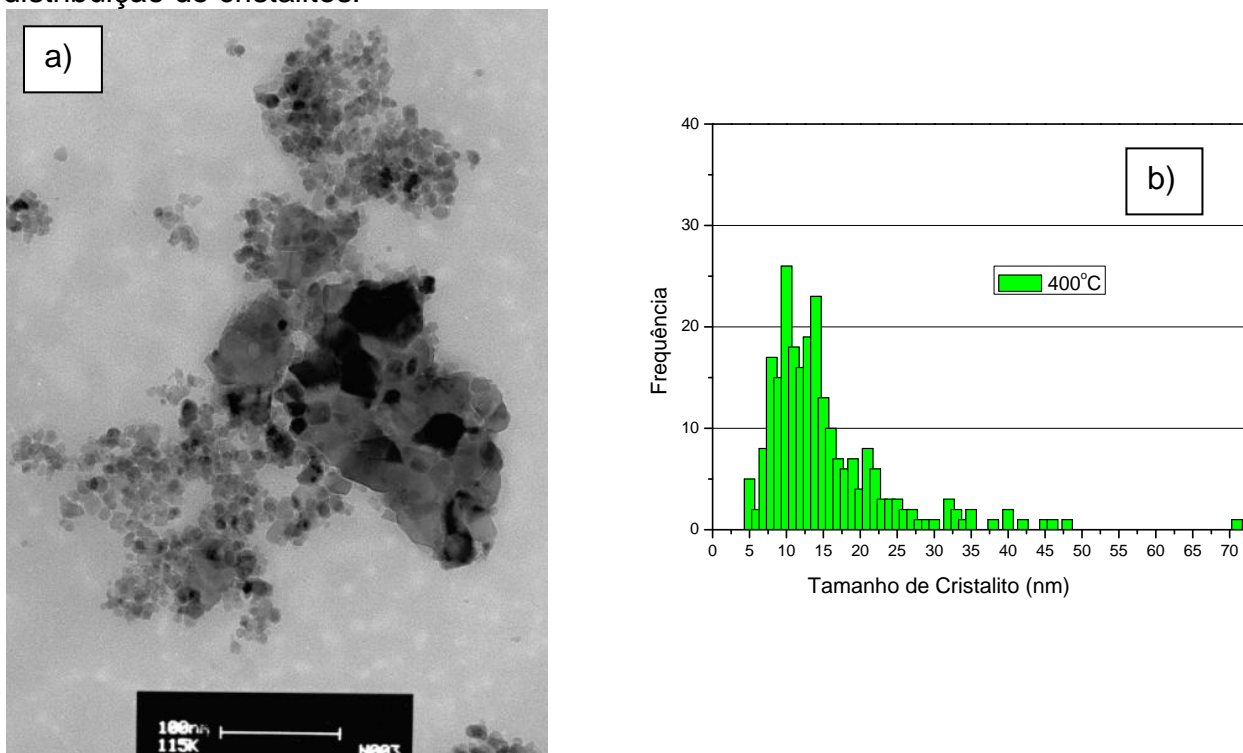 distribuição de cristalitos.
a)
100nm
115K
N003
b)
400°C
Frequência
40
30
20
10
0
0 5 10 15 20 25 30 35 40 45 50 55 60 65 70
Tamanho de Cristalito (nm)